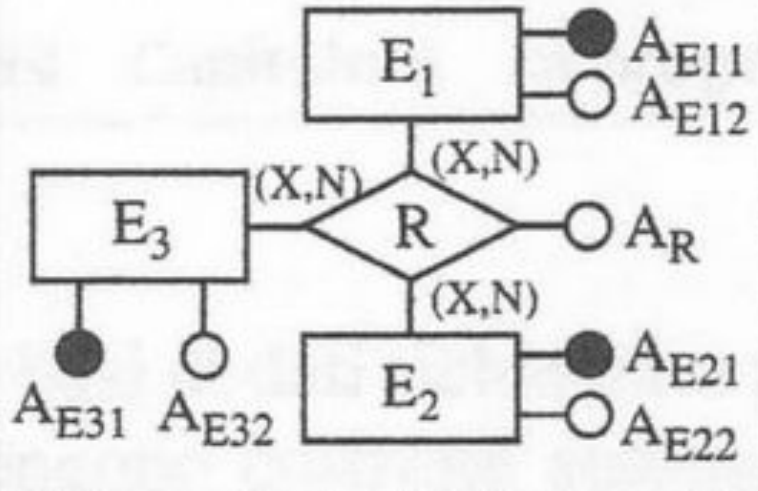 E1
AE11
AE12
(X,N)
(X,N)
E3
R
AR
(X,N)
AE31
AE32
E2
AE21
AE22